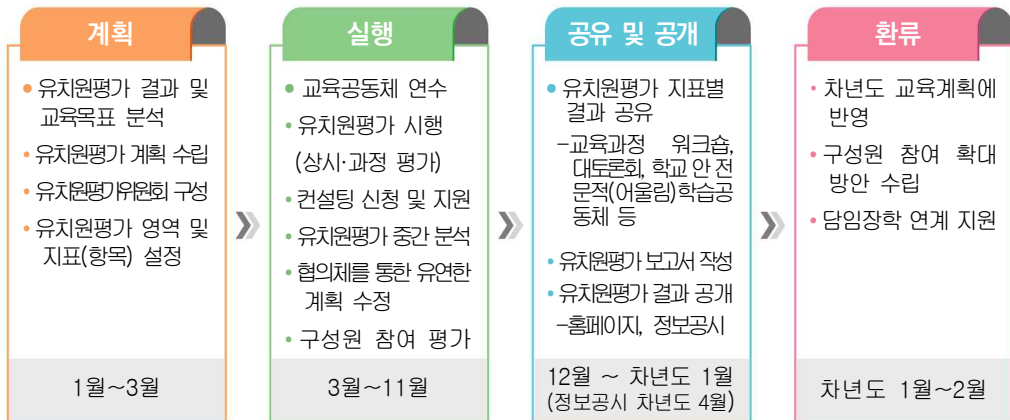 계획
• 유치원평가 결과 및
교육목표 분석
• 유치원평가 계획 수립
• 유치원평가위원회 구성
• 유치원평가 영역 및
지표(항목) 설정
1월~3월
실행
• 교육공동체 연수
• 유치원평가 시행
(상시·과정 평가)
• 컨설팅 신청 및 지원
• 유치원평가 중간 분석
• 협의체를 통한 유연한
계획 수정
• 구성원 참여 평가
3월~11월
공유 및 공개
• 유치원평가 지표별
결과 공유
-교육과정 워크숍,
대토론회, 학교 안 전
문적(어울림)학습공
동체 등
• 유치원평가 보고서 작성
• 유치원평가 결과 공개
-홈페이지, 정보공시
12월 ~ 차년도 1월
(정보공시 차년도 4월)
환류
• 차년도 교육계획에
반영
• 구성원 참여 확대
방안 수립
• 담임장학 연계 지원
차년도 1월~2월